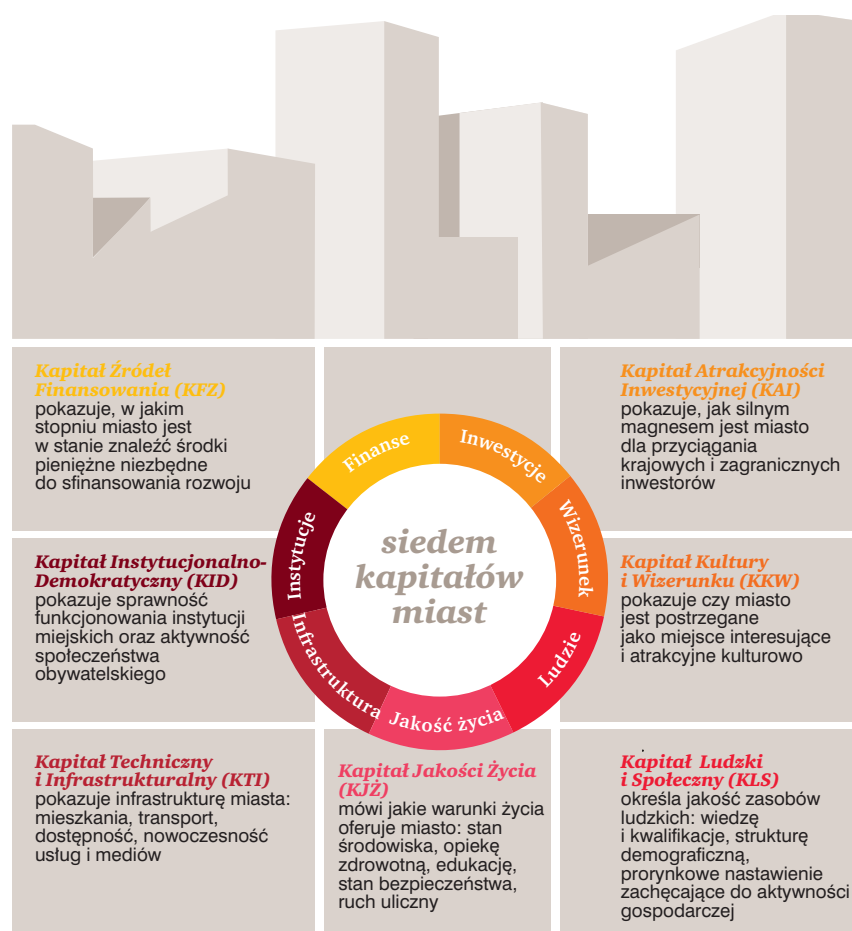 Kapitał Źródeł
Finansowania (KFZ)
pokazuje, w jakim
stopniu miasto jest
w stanie znaleźć środki
pieniężne niezbędne
do sfinansowania rozwoju
Kapitał Atrakcyjności
Inwestycyjnej (KAI)
pokazuje, jak silnym
magnesem jest miasto
dla przyciągania
krajowych i zagranicznych
inwestorów
Finanse
Inwestycje
Instytucje
Wizerunek
siedem
kapitałów
miast
Infrastruktura
Jakość życia
Ludzie
Kapitał Instytucjonalno-
Demokratyczny (KID)
pokazuje sprawność
funkcjonowania instytucji
miejskich oraz aktywność
społeczeństwa
obywatelskiego
Kapitał Kultury
i Wizerunku (KKW)
pokazuje czy miasto
jest postrzegane
jako miejsce interesujące
i atrakcyjne kulturowo
Kapitał Techniczny
i Infrastrukturalny (KTI)
pokazuje infrastrukturę miasta:
mieszkania, transport,
dostępność, nowoczesność
usług i mediów
Kapitał Jakości Życia
(KJŻ)
mówi jakie warunki życia
oferuje miasto: stan
środowiska, opiekę
zdrowotną, edukację,
stan bezpieczeństwa,
ruch uliczny
Kapitał Ludzki
i Społeczny (KLS)
określa jakość zasobów
ludzkich: wiedzę
i kwalifikacje, strukturę
demograficzną,
prorynkowe nastawienie
zachęcające do aktywności
gospodarczej